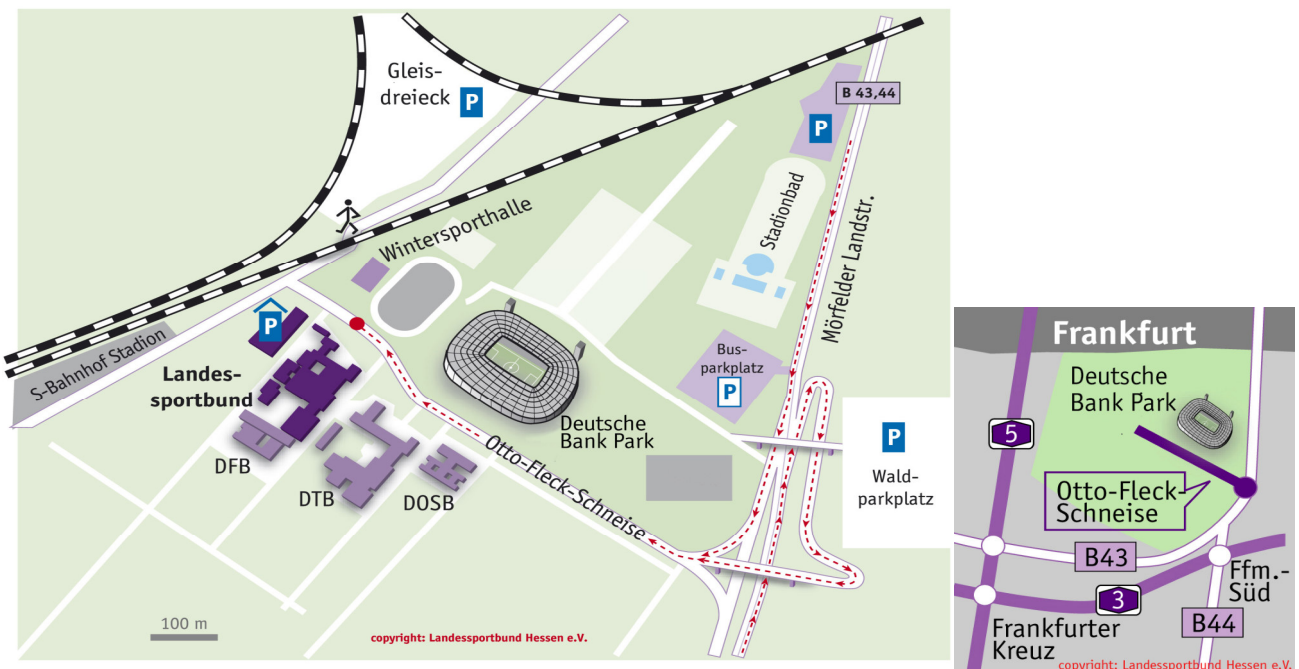 Gleis-
dreieck
P
B 43,44
P
Stadionbad
Mörfelder Landstr.
Wintersporthalle
P
S-Bahnhof Stadion
Landes-
sportbund
Bus-
parkplatz
P
Deutsche
Bank Park
Otto-Fleck-Schneise
P
Wald-
parkplatz
DFB
DTB
DOSB
100 m
copyright: Landessportbund Hessen e.V.
Frankfurt
Deutsche
Bank Park
5
Otto-Fleck-
Schneise
B43
3
Ffm.-
Süd
Frankfurter
Kreuz
B44
copyright: Landessportbund Hessen e.V.